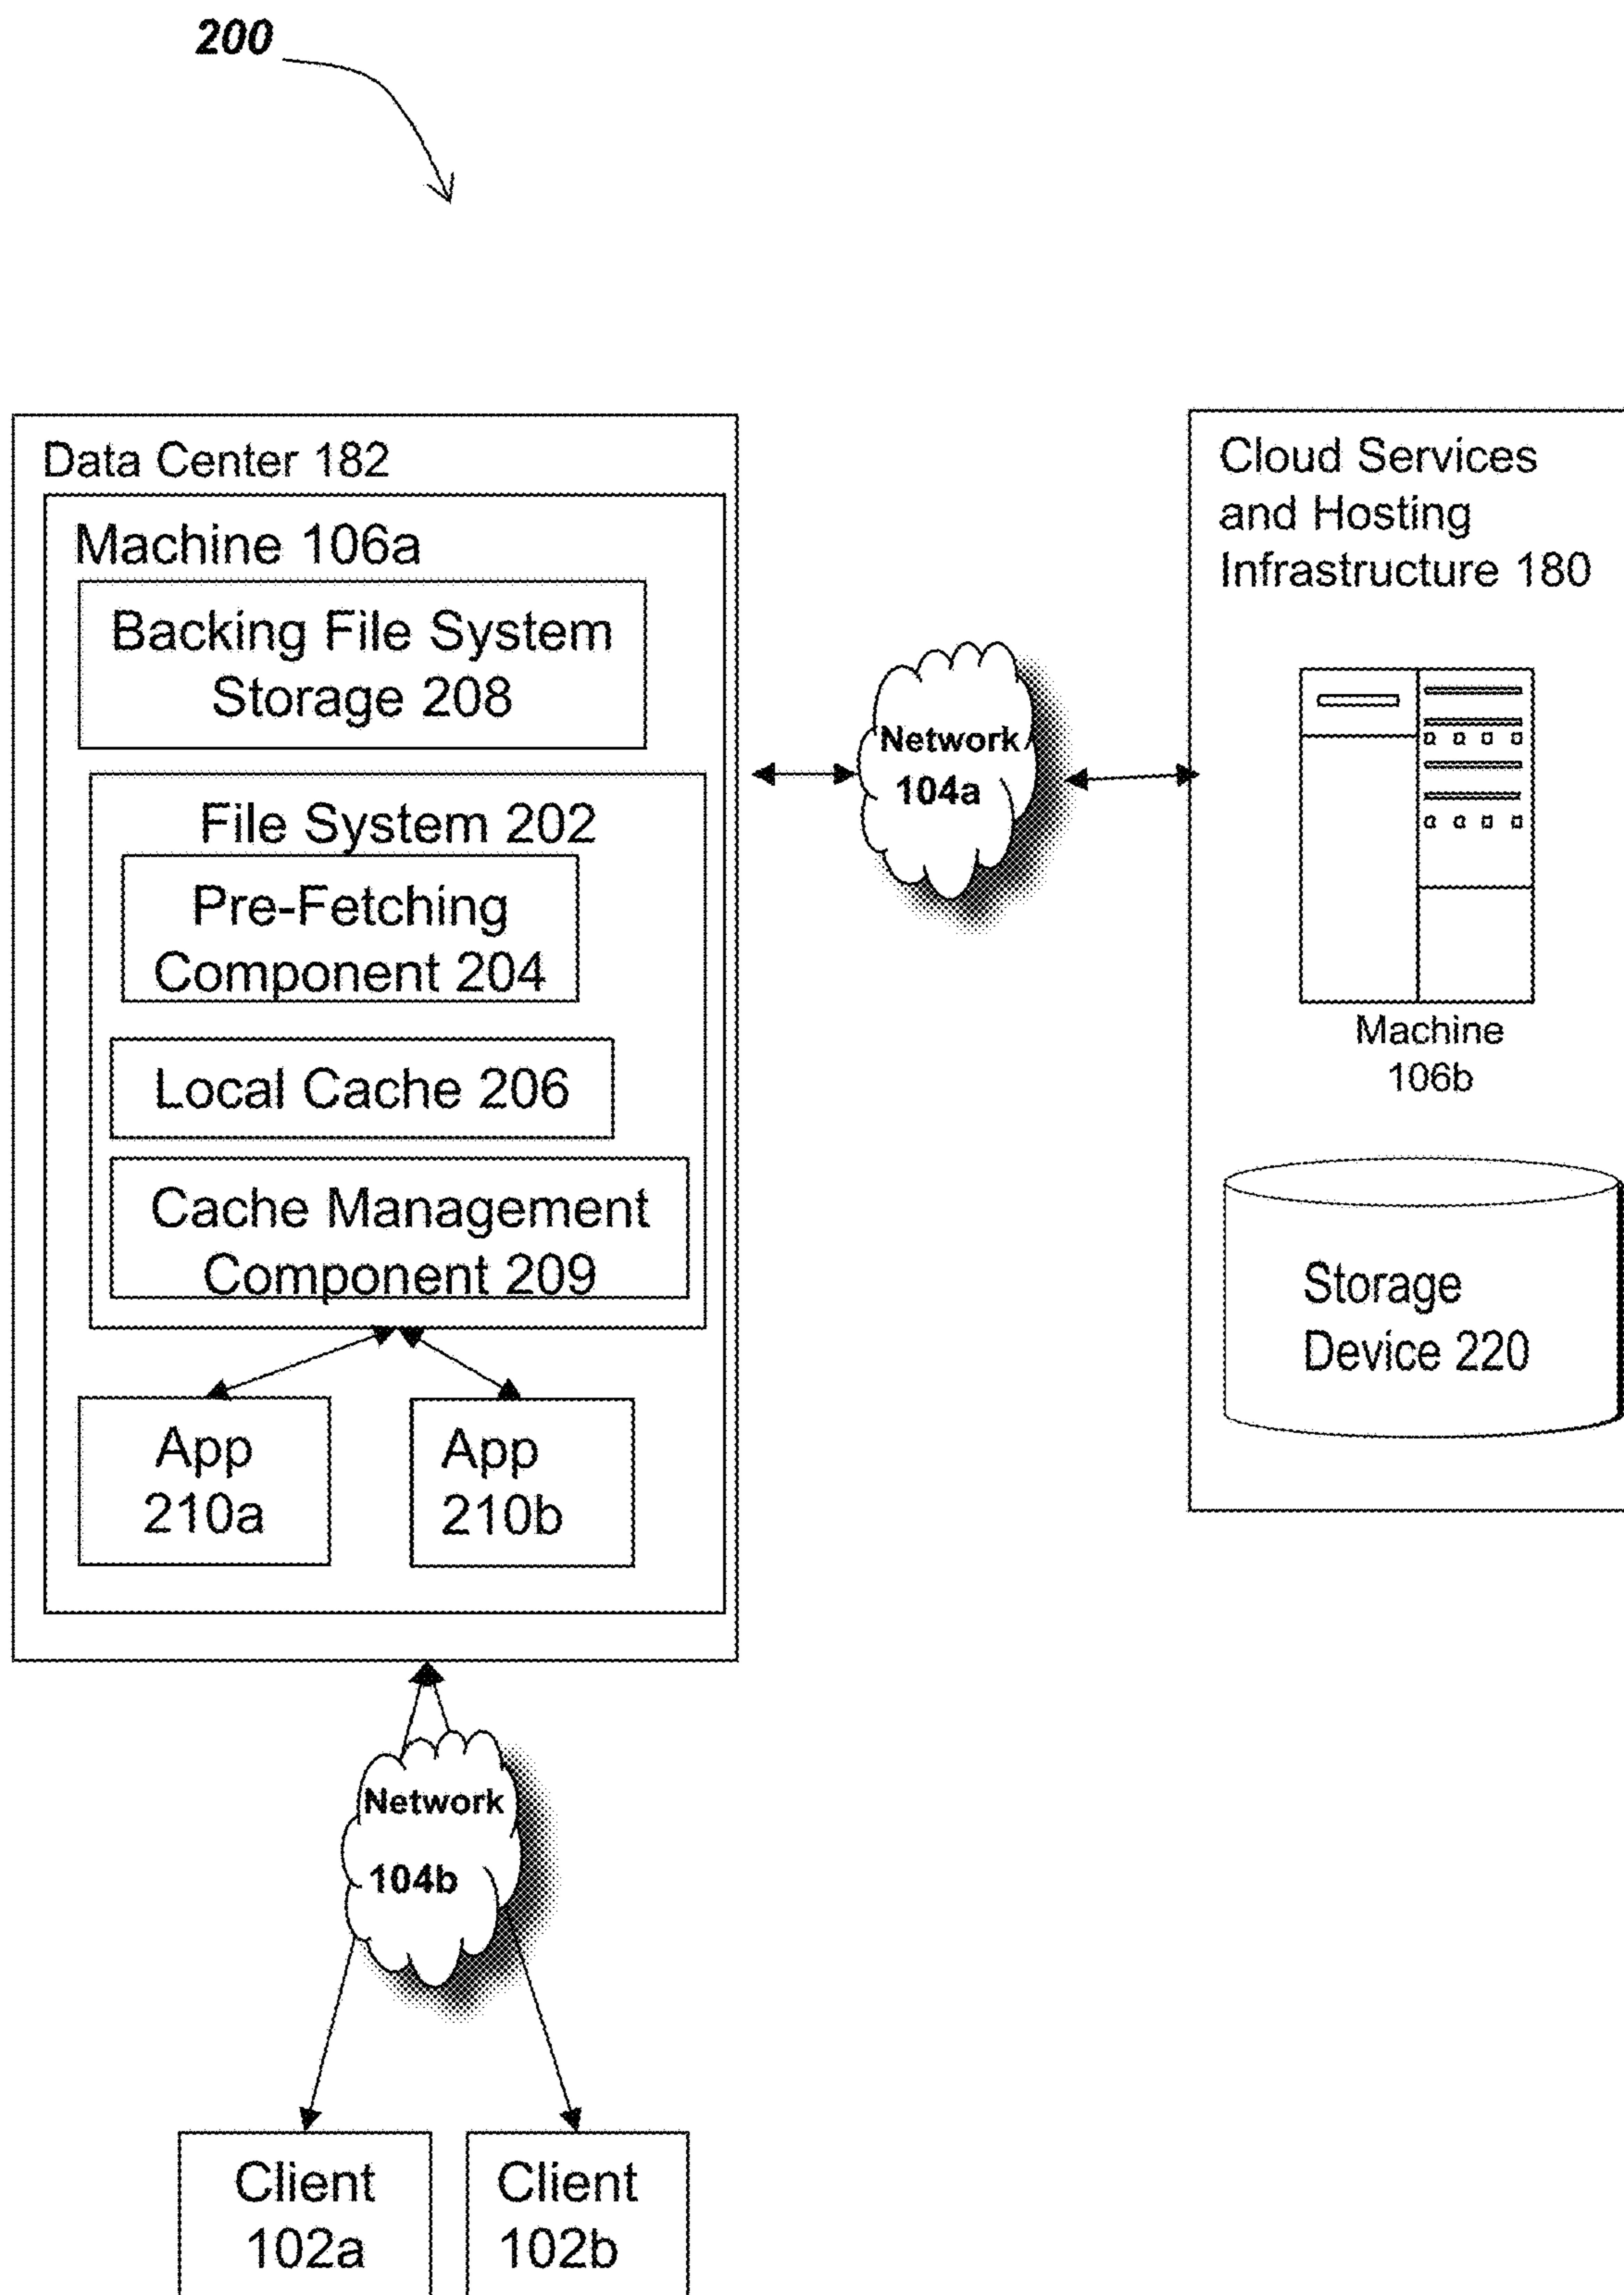 200
Data Center 182
Machine 106a
Backing File System
Storage 208
File System 202
Pre-Fetching
Component 204
Local Cache 206
Cache Management
Component 209
App
210a
App
210b
Network
104a
Cloud Services
and Hosting
Infrastructure 180
Machine
106b
Storage
Device 220
Network
104b
Client
102a
Client
102b